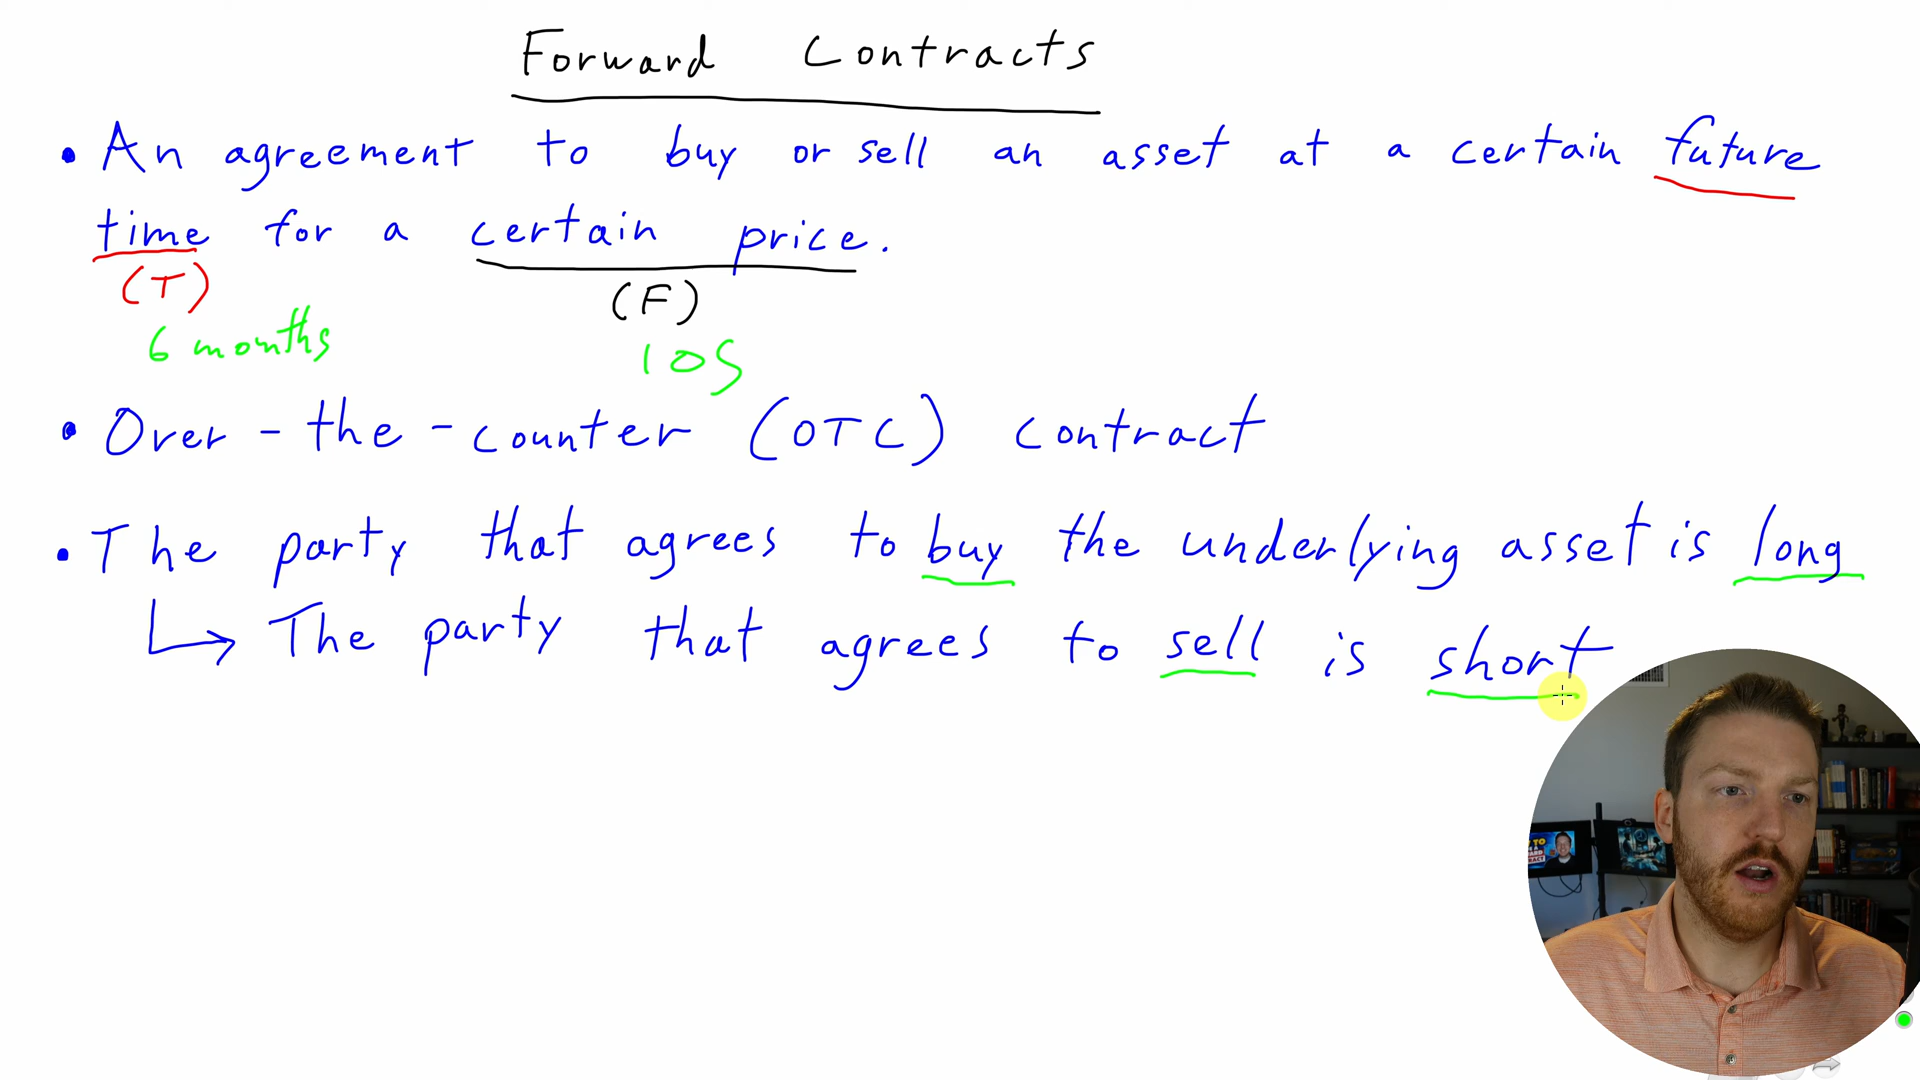 Forward Contracts
• An agreement to buy or sell an asset at a certain future
time for a certain price.
(T) (F)
6 months 105
• Over-the-counter (OTC) contract
• The party that agrees to buy the underlying asset is long
↳ The party that agrees to sell is short